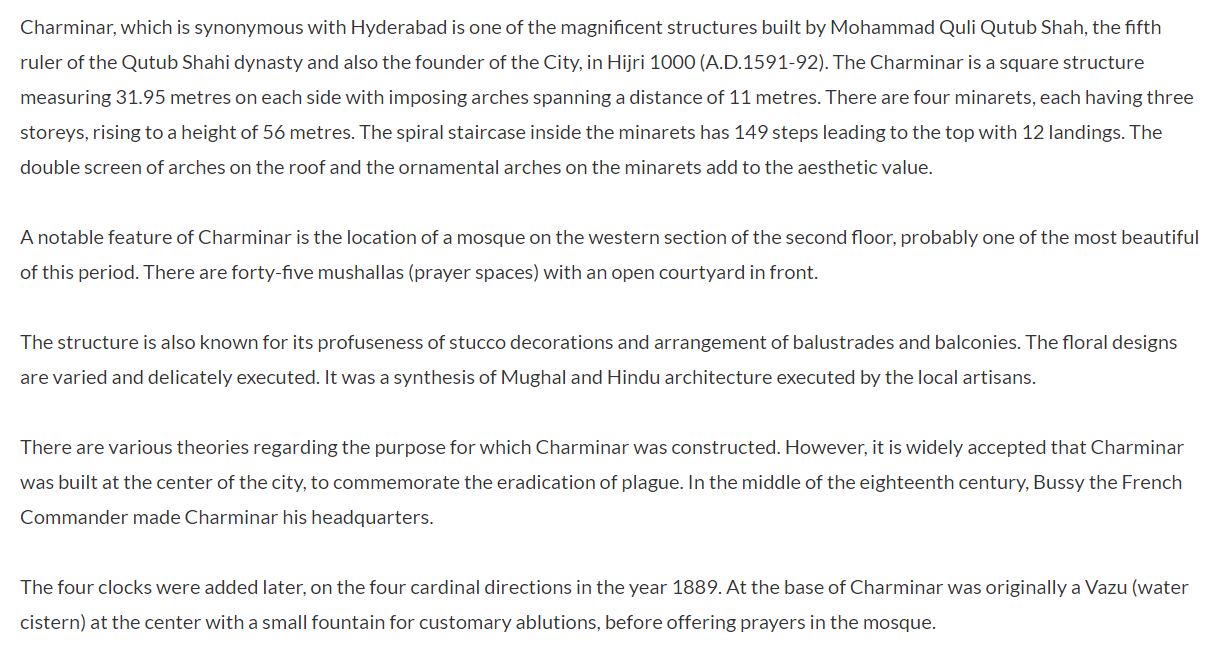 Charminar, which is synonymous with Hyderabad is one of the magnificent structures built by Mohammad Quli Qutub Shah, the fifth
ruler of the Qutub Shahi dynasty and also the founder of the City, in Hijri 1000 (A.D.1591-92). The Charminar is a square structure
measuring 31.95 metres on each side with imposing arches spanning a distance of 11 metres. There are four minarets, each having three
storeys, rising to a height of 56 metres. The spiral staircase inside the minarets has 149 steps leading to the top with 12 landings. The
double screen of arches on the roof and the ornamental arches on the minarets add to the aesthetic value.
A notable feature of Charminar is the location of a mosque on the western section of the second floor, probably one of the most beautiful
of this period. There are forty-five mushallas (prayer spaces) with an open courtyard in front.
The structure is also known for its profuseness of stucco decorations and arrangement of balustrades and balconies. The floral designs
are varied and delicately executed. It was a synthesis of Mughal and Hindu architecture executed by the local artisans.
There are various theories regarding the purpose for which Charminar was constructed. However, it is widely accepted that Charminar
was built at the center of the city, to commemorate the eradication of plague. In the middle of the eighteenth century, Bussy the French
Commander made Charminar his headquarters.
The four clocks were added later, on the four cardinal directions in the year 1889. At the base of Charminar was originally a Vazu (water
cistern) at the center with a small fountain for customary ablutions, before offering prayers in the mosque.